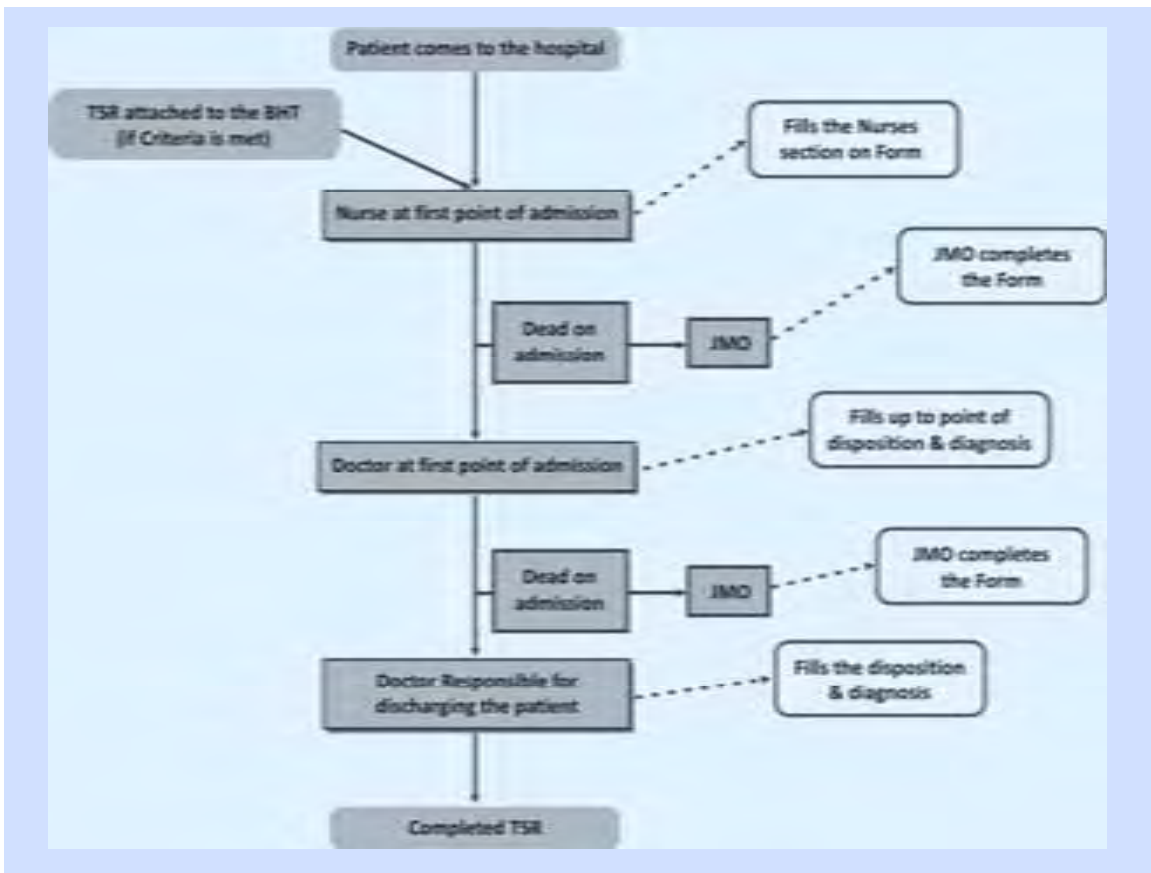 Patient comes to the hospital
TSR attached to the BHT
(if Criteria is met)
Fills the Nurses
section on Form
Nurse at first point of admission
JMO completes
the Form
Dead on
admission
JMO
Fills up to point of
disposition & diagnosis
Doctor at first point of admission
JMO completes
the Form
Dead on
admission
JMO
Fills the disposition
& diagnosis
Doctor Responsible for
discharging the patient
Completed TSR